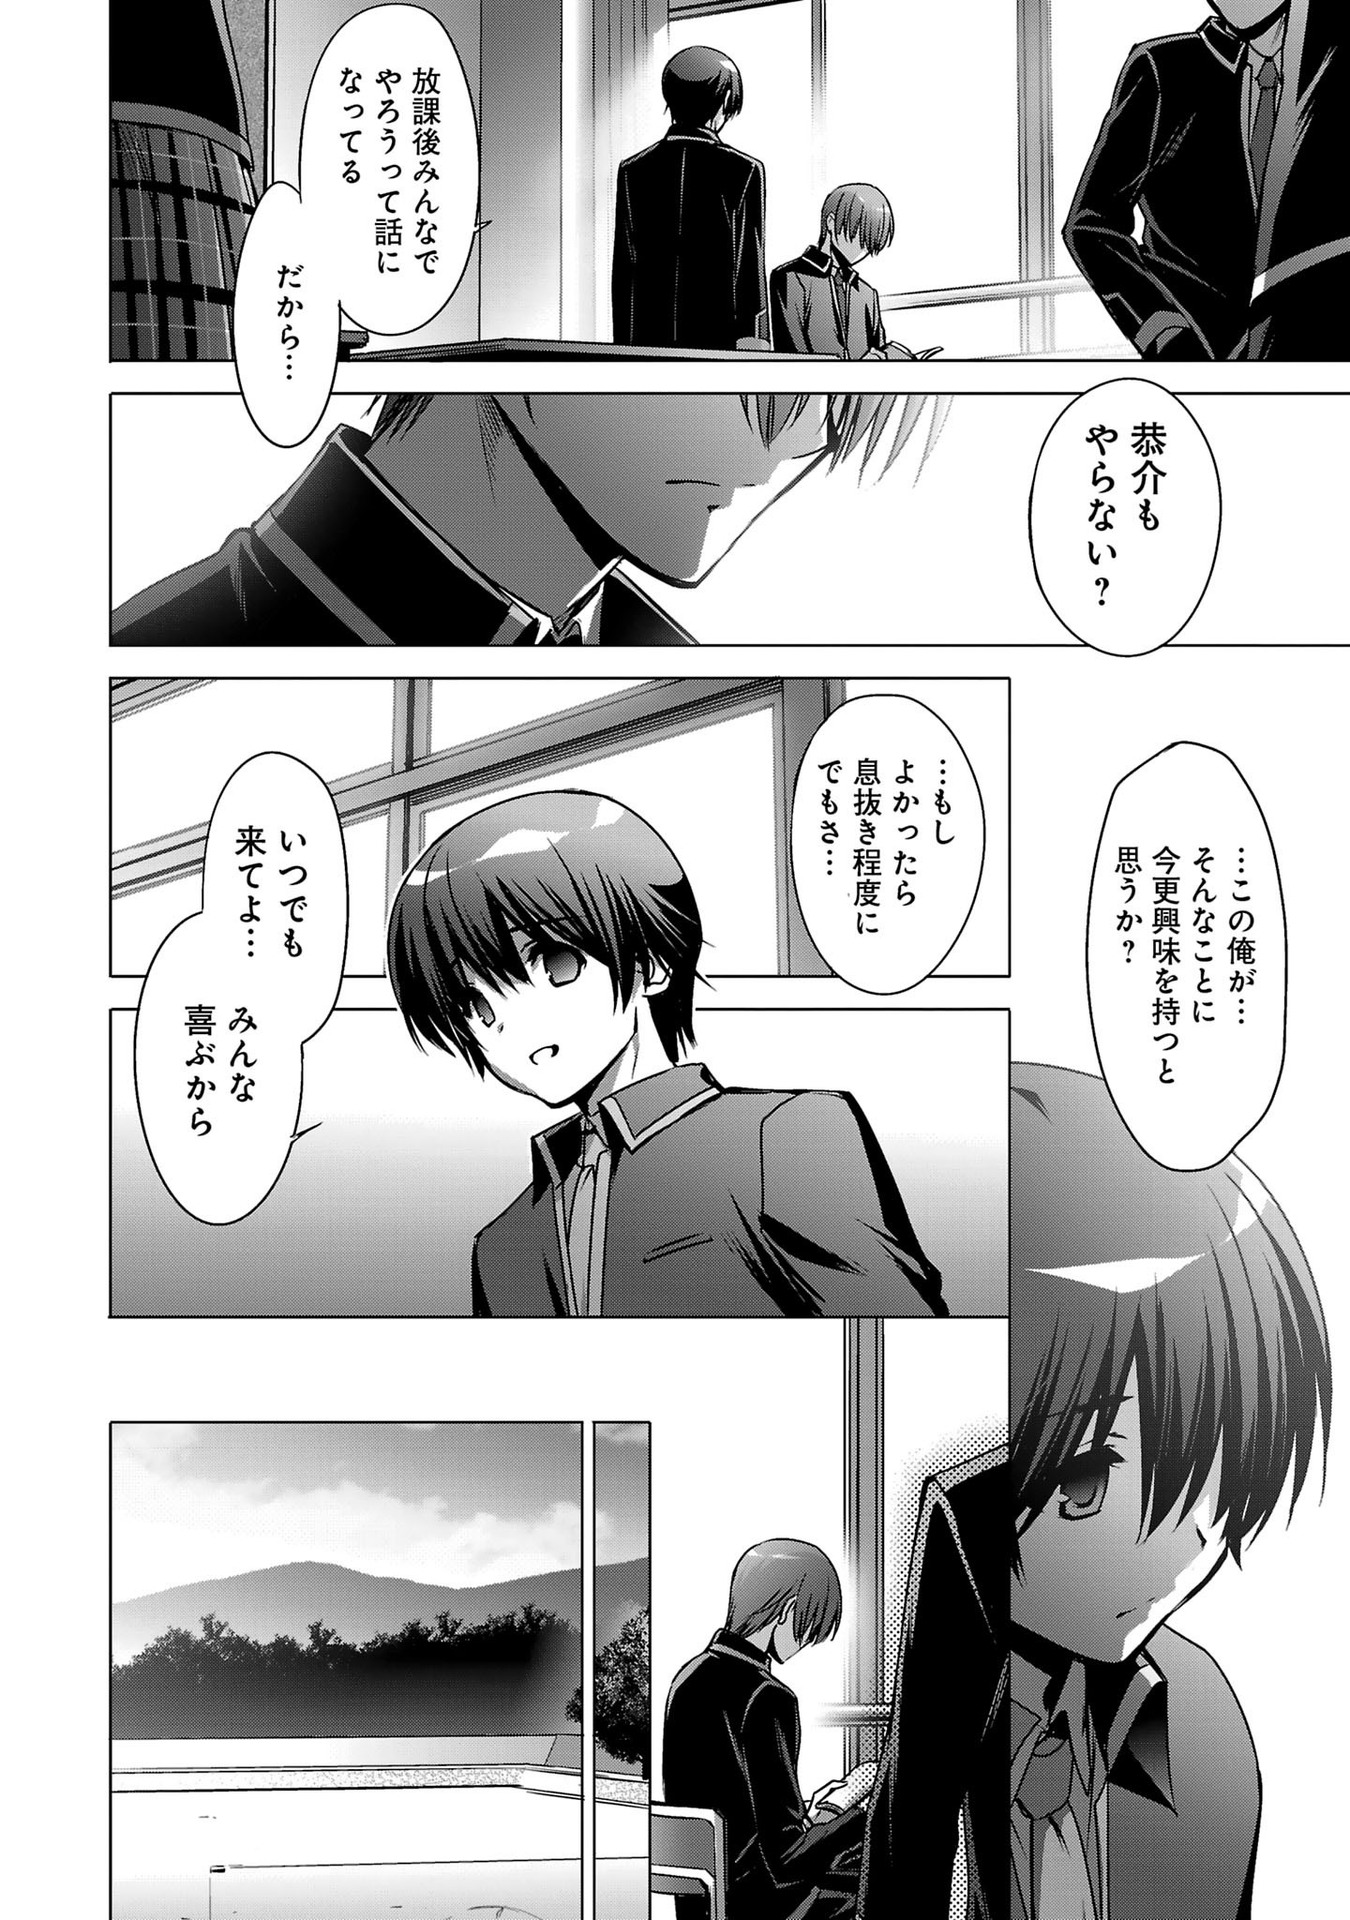 放課後みんなで
やろうって話に
なってる
だから…
恭介も
やらない？
…この俺が…
そんなことに
今更興味を持つと
思うか？
…もし
よかったら
息抜き程度に
でもさ…
いつでも
来てよ…
みんな
喜ぶから